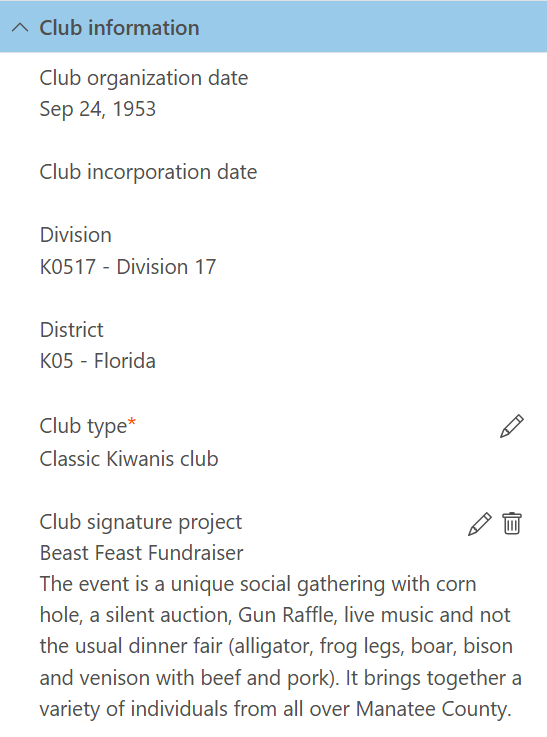 Club information
Club organization date
Sep 24, 1953
Club incorporation date
Division
K0517 - Division 17
District
K05 - Florida
Club type*
Classic Kiwanis club
Club signature project
Beast Feast Fundraiser
The event is a unique social gathering with corn
hole, a silent auction, Gun Raffle, live music and not
the usual dinner fair (alligator, frog legs, boar, bison
and venison with beef and pork). It brings together a
variety of individuals from all over Manatee County.